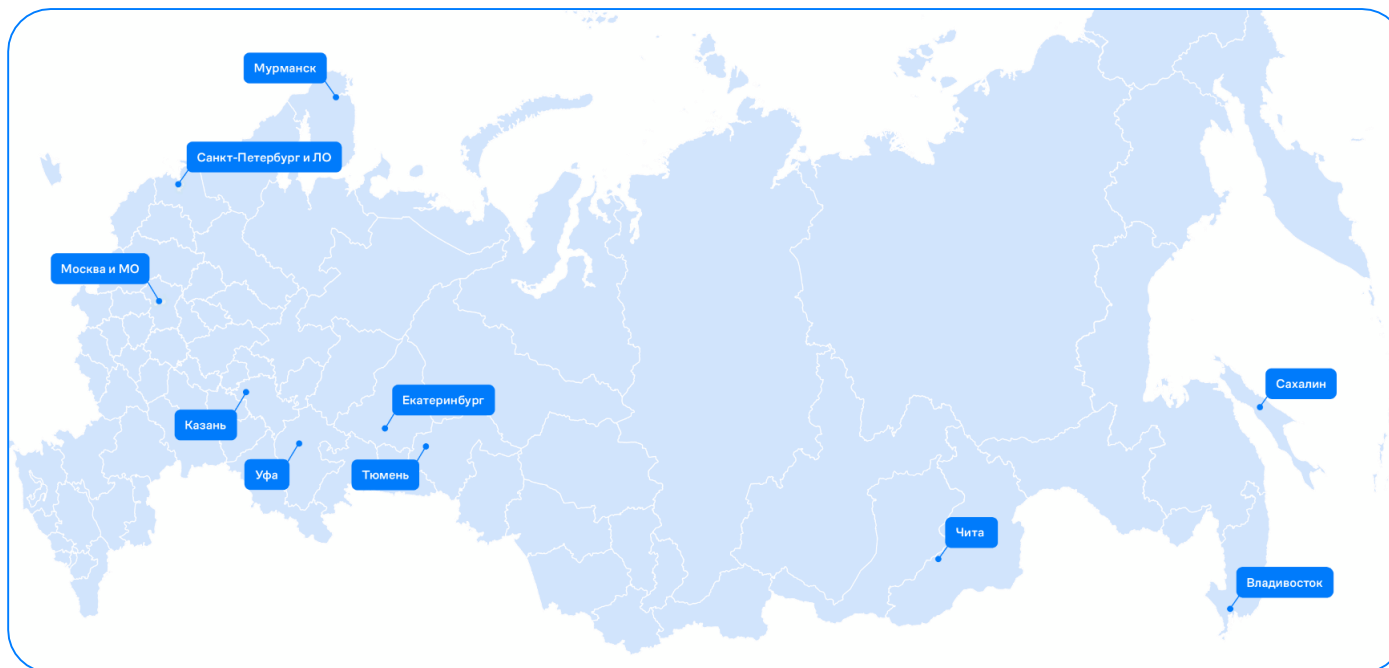 Мурманск
Санкт-Петербург и ЛО
Москва и МО
Сахалин
Екатеринбург
Казань
Уфа
Тюмень
Чита
Владивосток